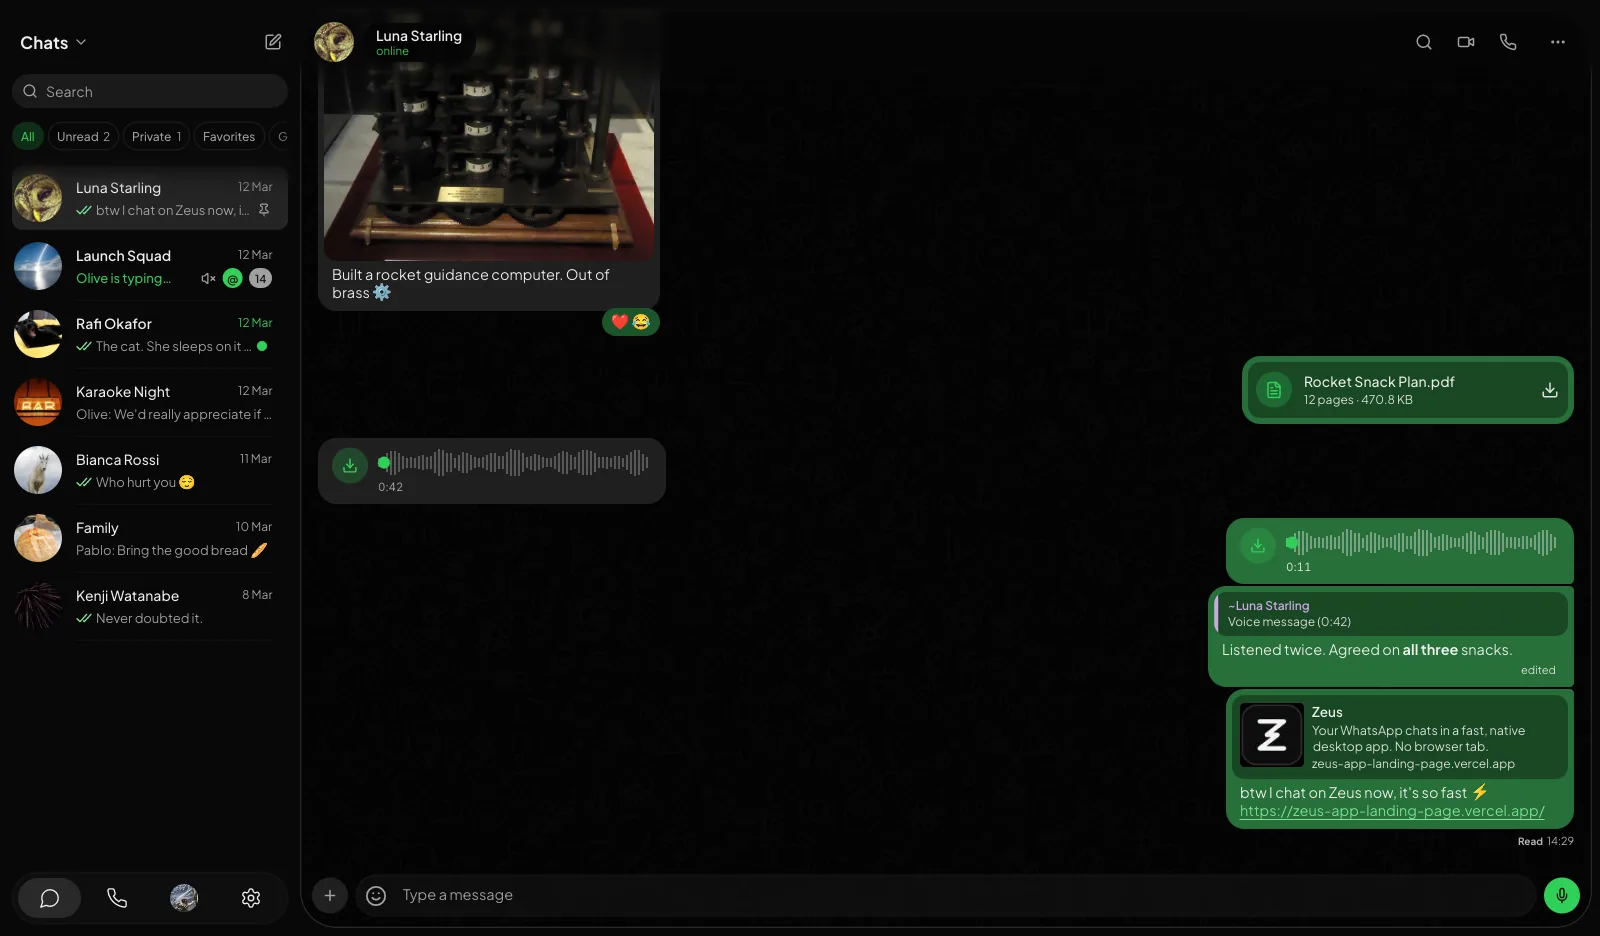 Chats
Search
All
Unread 2
Private 1
Favorites
G
Luna Starling
12 Mar
btw I chat on Zeus now, i...
Launch Squad
12 Mar
Olive is typing...
@
14
Rafi Okafor
12 Mar
The cat. She sleeps on it ...
Karaoke Night
12 Mar
Olive: We'd really appreciate if ...
Bianca Rossi
11 Mar
Who hurt you 😌
Family
10 Mar
Pablo: Bring the good bread 🥖
Kenji Watanabe
8 Mar
Never doubted it.
Luna Starling
online
Built a rocket guidance computer. Out of
brass ⚙️
❤️😂
Rocket Snack Plan.pdf
12 pages · 470.8 KB
0:42
0:11
~Luna Starling
Voice message (0:42)
Listened twice. Agreed on all three snacks.
edited
Zeus
Your WhatsApp chats in a fast, native
desktop app. No browser tab.
zeus-app-landing-page.vercel.app
btw I chat on Zeus now, it's so fast ⚡
https://zeus-app-landing-page.vercel.app/
Read 14:29
Type a message